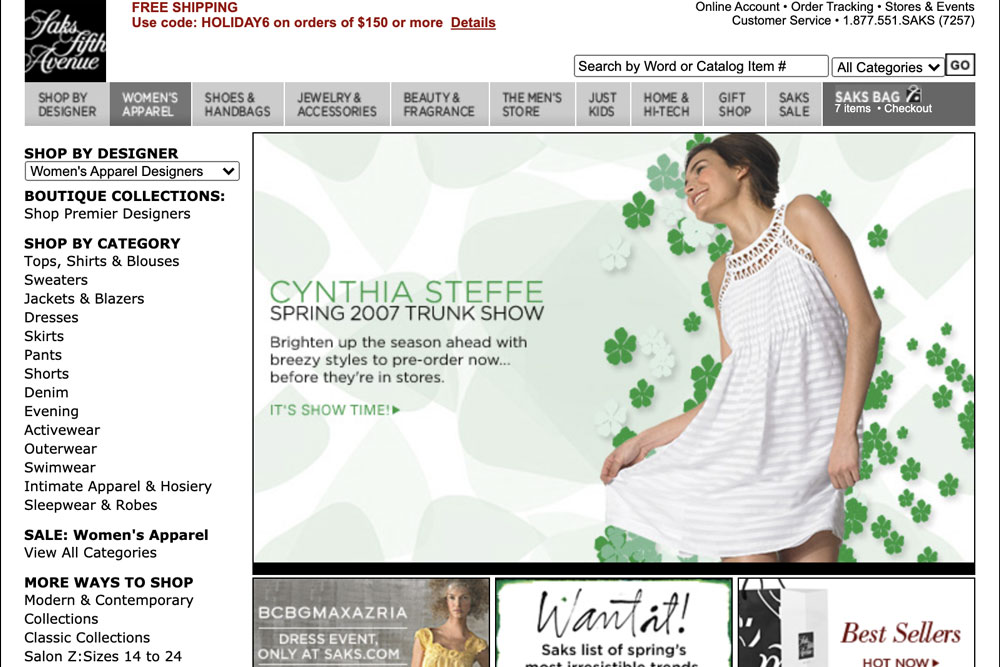 Saks
fifth
Avenue
FREE SHIPPING
Use code: HOLIDAY6 on orders of $150 or more Details
Online Account • Order Tracking • Stores & Events
Customer Service • 1.877.551.SAKS (7257)
Search by Word or Catalog Item #
All Categories
GO
SHOP BY
DESIGNER
WOMEN'S
APPAREL
SHOES &
HANDBAGS
JEWELRY &
ACCESSORIES
BEAUTY &
FRAGRANCE
THE MEN'S
STORE
JUST
KIDS
HOME &
HI-TECH
GIFT
SHOP
SAKS
SALE
SAKS BAG
7 items • Checkout
SHOP BY DESIGNER
Women's Apparel Designers
BOUTIQUE COLLECTIONS:
Shop Premier Designers
SHOP BY CATEGORY
Tops, Shirts & Blouses
Sweaters
Jackets & Blazers
Dresses
Skirts
Pants
Shorts
Denim
Evening
Activewear
Outerwear
Swimwear
Intimate Apparel & Hosiery
Sleepwear & Robes
SALE: Women's Apparel
View All Categories
MORE WAYS TO SHOP
Modern & Contemporary
Collections
Classic Collections
Salon Z:Sizes 14 to 24
CYNTHIA STEFFE
SPRING 2007 TRUNK SHOW
Brighten up the season ahead with
breezy styles to pre-order now...
before they're in stores.
IT'S SHOW TIME!
BCBGMAXAZRIA
DRESS EVENT,
ONLY AT SAKS.COM
Want it!
Saks list of spring's
most irresistible trends
Best Sellers
HOT NOW